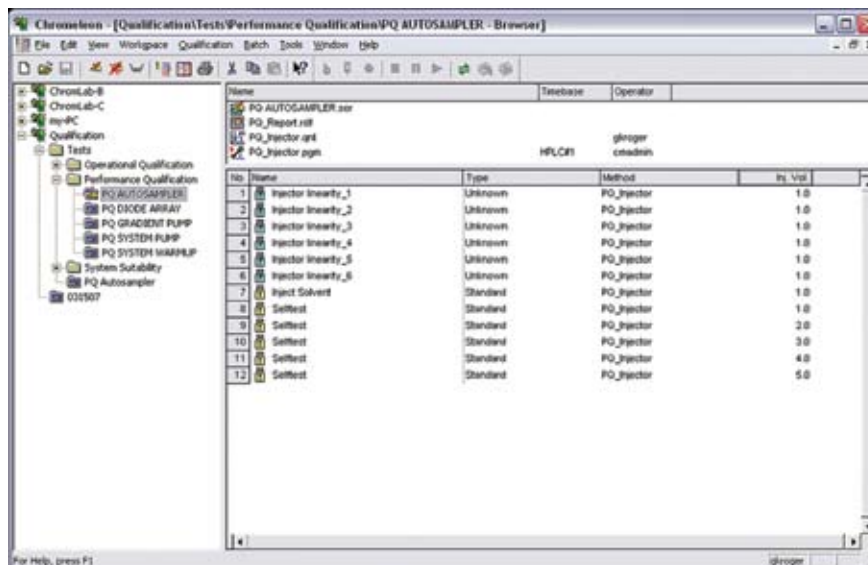 Chromeleon - [Qualification\Tests\Performance Qualification\PQ AUTOSAMPLER - Browser]
File Edit View Workspace Qualification Batch Tools Window Help
ChromLab-B
ChromLab-C
my-PC
Qualification
Tests
Operational Qualification
Performance Qualification
PQ AUTOSAMPLER
PQ DIODE ARRAY
PQ GRADIENT PUMP
PQ SYSTEM PUMP
PQ SYSTEM WARMUP
System Suitability
PQ Autosampler
031507
Name Timebase Operator
PQ AUTOSAMPLER
PQ_Report.rdf
PQ_Injector.qnt gkroger
PQ_Injector.pgm HPLC#1 cmadmin
No. Name Type Method Inj. Vol.
1 Injector linearity_1 Unknown PQ_Injector 1.0
2 Injector linearity_2 Unknown PQ_Injector 1.0
3 Injector linearity_3 Unknown PQ_Injector 1.0
4 Injector linearity_4 Unknown PQ_Injector 1.0
5 Injector linearity_5 Unknown PQ_Injector 1.0
6 Injector linearity_6 Unknown PQ_Injector 1.0
7 Inject Solvent Standard PQ_Injector 1.0
8 Selftest Standard PQ_Injector 1.0
9 Selftest Standard PQ_Injector 2.0
10 Selftest Standard PQ_Injector 3.0
11 Selftest Standard PQ_Injector 4.0
12 Selftest Standard PQ_Injector 5.0
For Help, press F1 gkroger